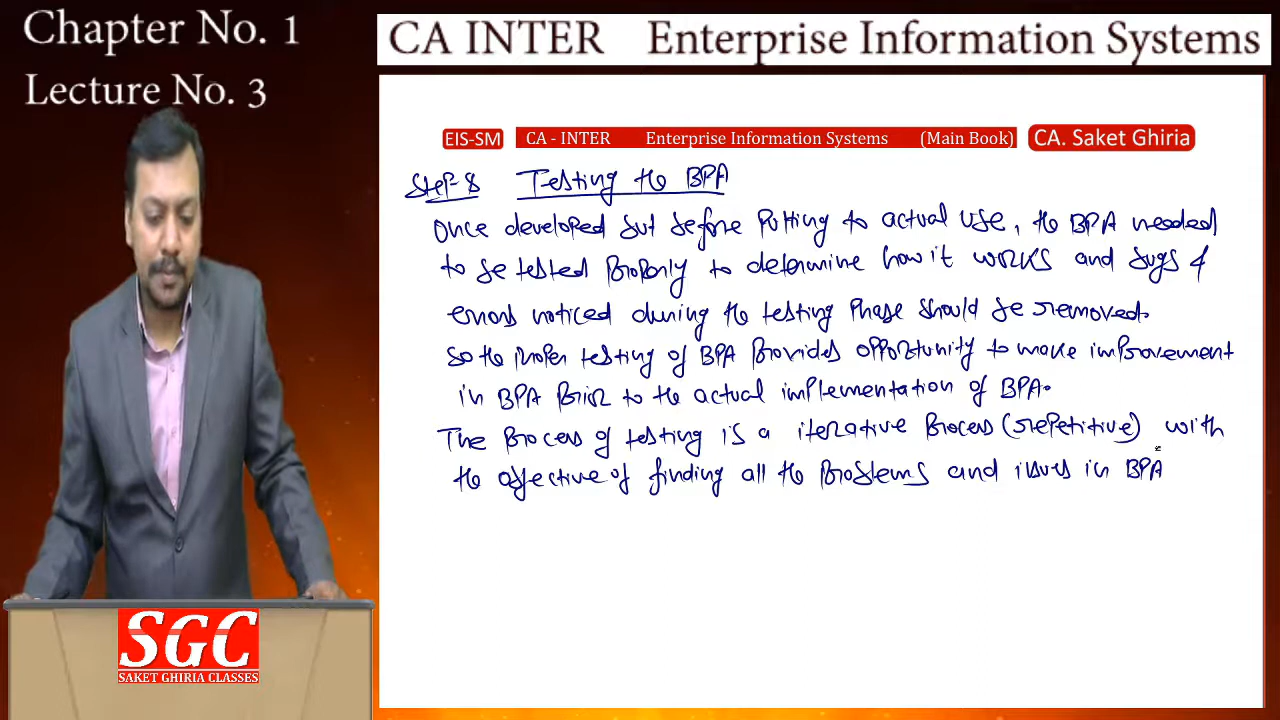 Chapter No. 1
Lecture No. 3
CA INTER Enterprise Information Systems
EIS-SM CA - INTER Enterprise Information Systems (Main Book) CA. Saket Ghiria
Step-8 Testing the BPA
Once developed but before Putting to actual use, the BPA needed
to be tested Properly to determine how it works and bugs &
errors noticed during the testing Phase should be removed.
So the Proper testing of BPA Provides opportunity to make improvement
in BPA Prior to the actual implementation of BPA.
The Process of testing is a iterative Process (repetitive) with
the objective of finding all the Problems and issues in BPA
SGC
SAKET GHIRIA CLASSES